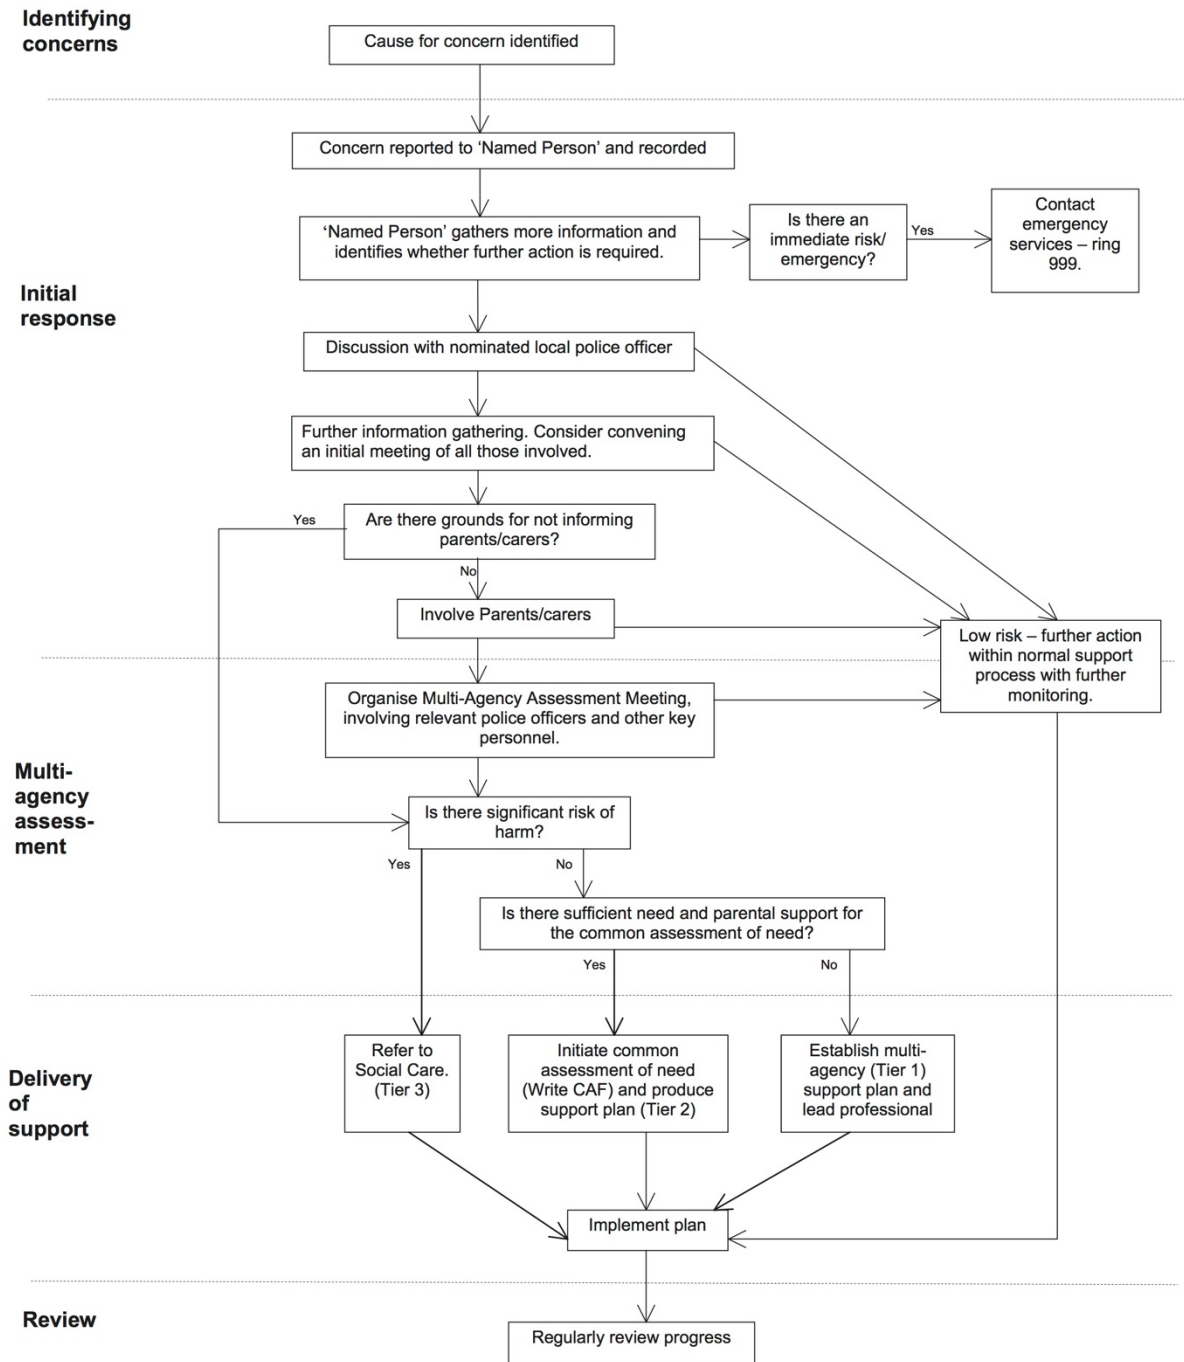 Identifying
concerns
Cause for concern identified
Concern reported to ‘Named Person’ and recorded
‘Named Person’ gathers more information and
identifies whether further action is required.
Is there an
immediate risk/
emergency?
Yes
Contact
emergency
services – ring
999.
Initial
response
Discussion with nominated local police officer
Further information gathering. Consider convening
an initial meeting of all those involved.
Yes
Are there grounds for not informing
parents/carers?
No
Involve Parents/carers
Low risk – further action
within normal support
process with further
monitoring.
Organise Multi-Agency Assessment Meeting,
involving relevant police officers and other key
personnel.
Multi-
agency
assess-
ment
Is there significant risk of
harm?
Yes
No
Is there sufficient need and parental support for
the common assessment of need?
Yes
No
Delivery
of
support
Refer to
Social Care.
(Tier 3)
Initiate common
assessment of need
(Write CAF) and produce
support plan (Tier 2)
Establish multi-
agency (Tier 1)
support plan and
lead professional
Implement plan
Review
Regularly review progress